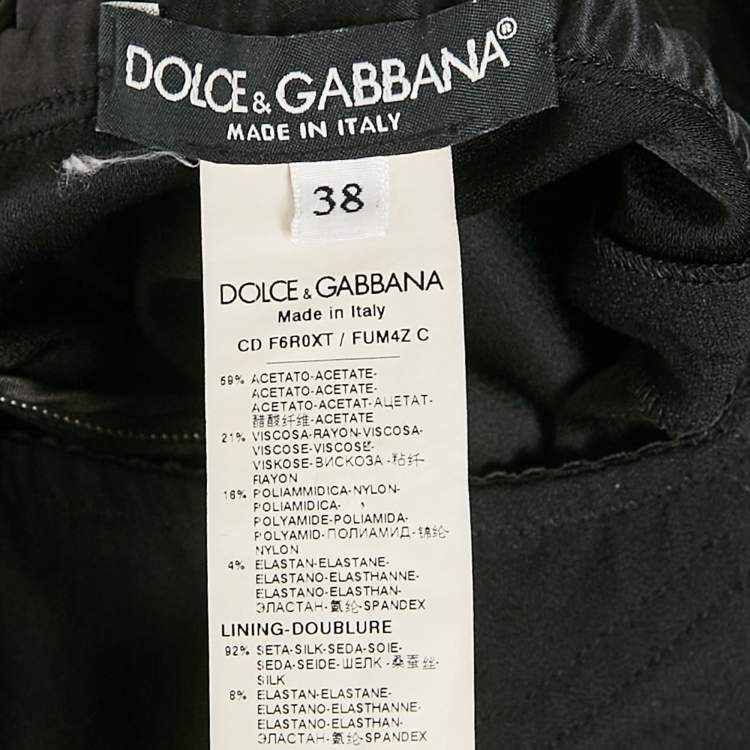 DOLCE & GABBANA®
MADE IN ITALY
38
DOLCE & GABBANA
Made in Italy
CD F6R0XT / FUM4Z C
59% ACETATO-ACETATE-
ACETATO-ACETATE-
ACETATO-ACETAT-АЦЕТАТ-
醋酸纤维-ACETATE
21% VISCOSA-RAYON-VISCOSA-
VISCOSE-VISCOSE-
VISKOSE-ВИСКОЗА-粘纤-
RAYON
16% POLIAMMIDICA-NYLON-
POLIAMIDICA-
POLYAMIDE-POLIAMIDA-
POLYAMID-ПОЛИАМИД-锦纶-
NYLON
4% ELASTAN-ELASTANE-
ELASTANO-ELASTHANNE-
ELASTANO-ELASTHAN-
ЭЛАСТАН-氨纶-SPANDEX
LINING-DOUBLURE
92% SETA-SILK-SEDA-SOIE-
SEDA-SEIDE-ШЕЛК-桑蚕丝-
SILK
8% ELASTAN-ELASTANE-
ELASTANO-ELASTHANNE-
ELASTANO-ELASTHAN-
ЭЛАСТАН-氨纶-SPANDEX